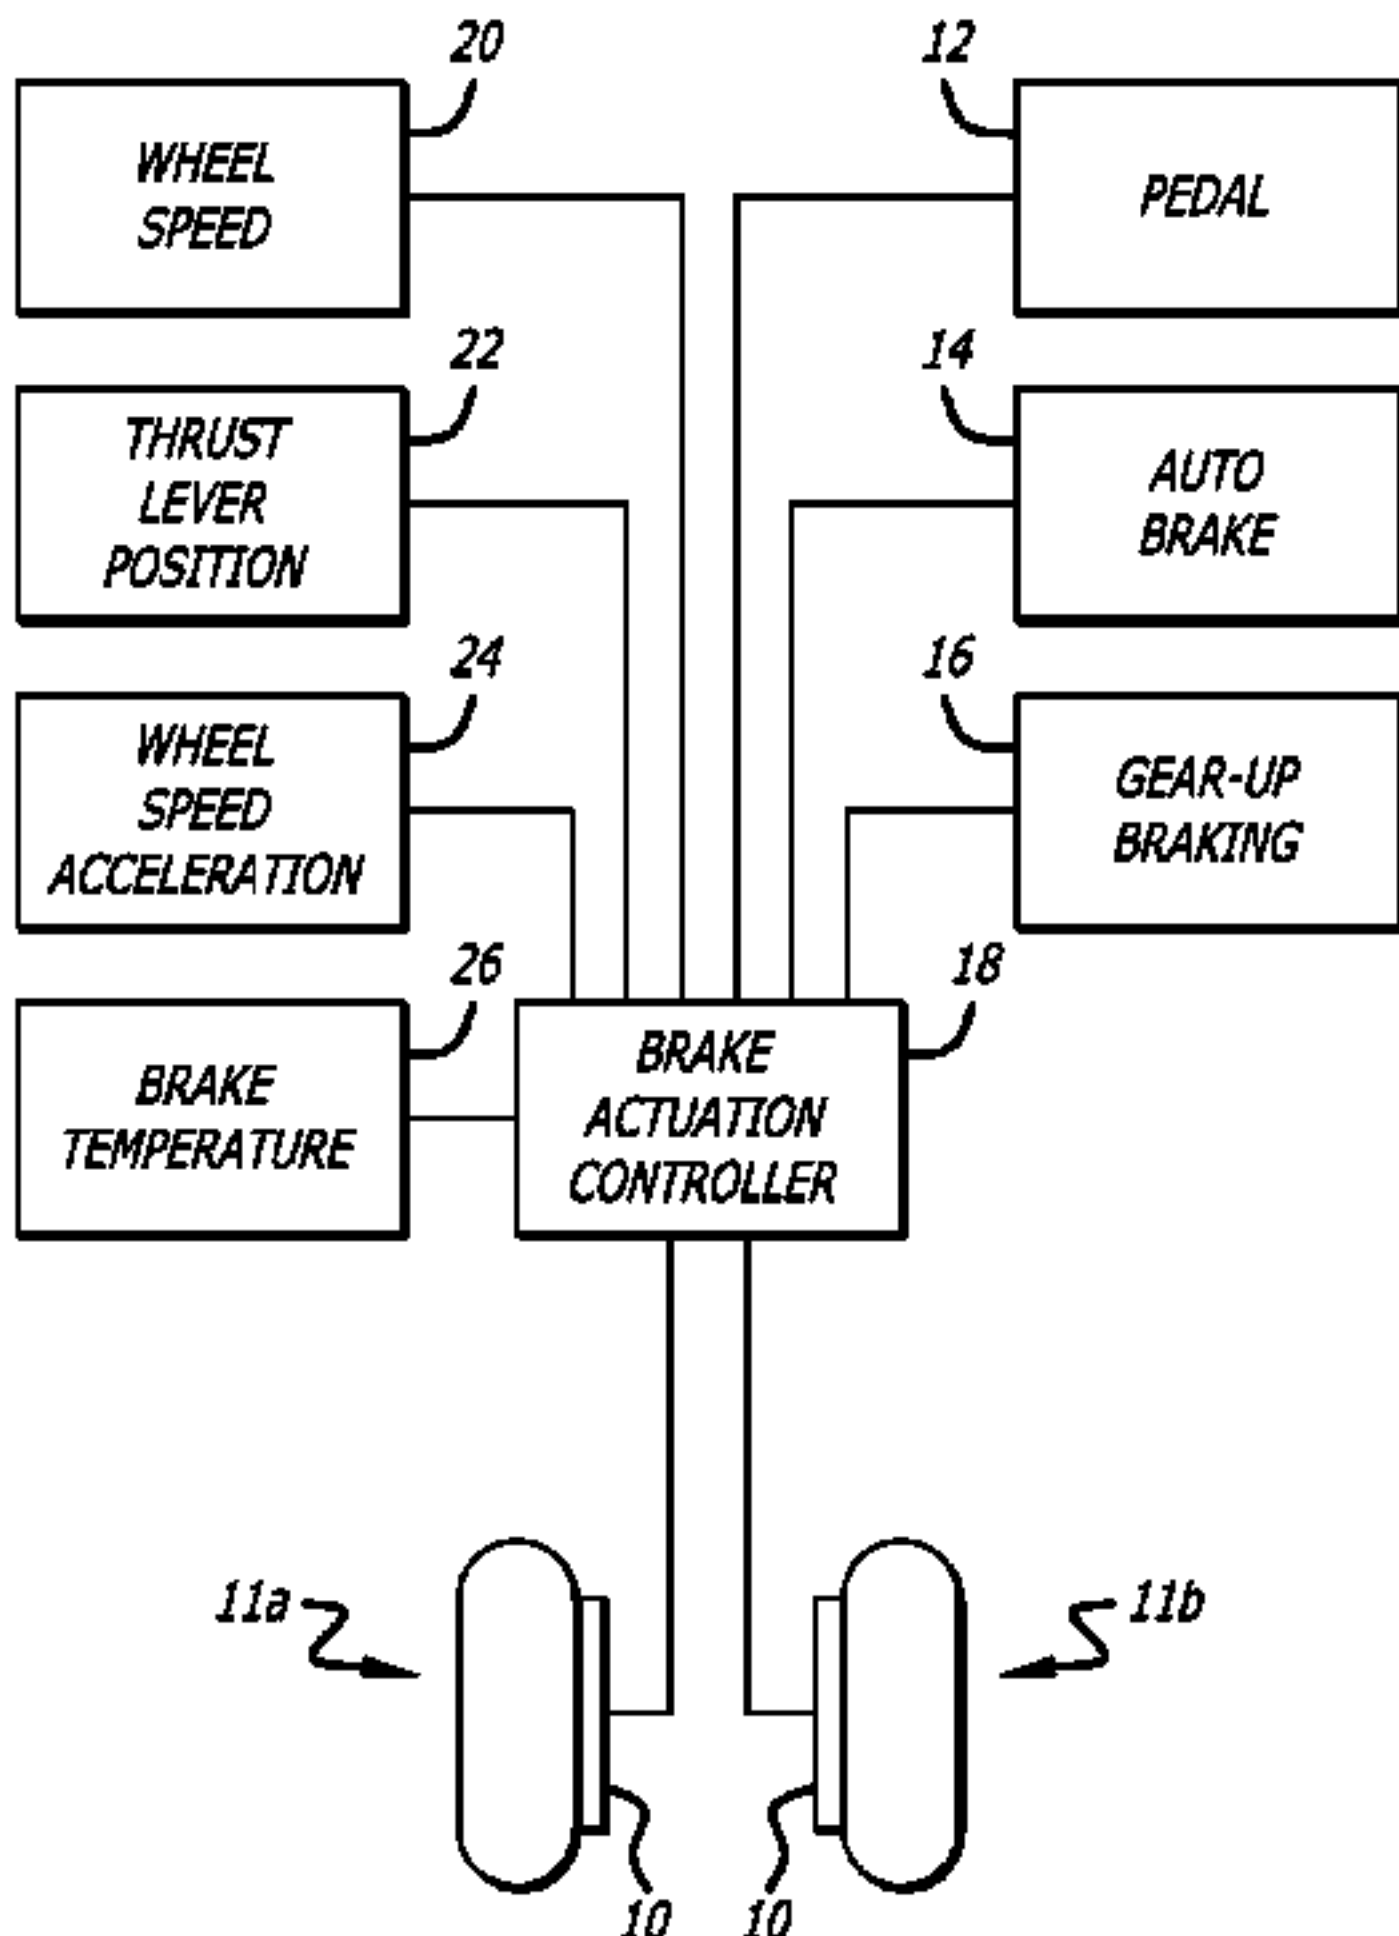 20
12
WHEEL
SPEED
PEDAL
22
14
THRUST
LEVER
POSITION
AUTO
BRAKE
24
16
WHEEL
SPEED
ACCELERATION
GEAR-UP
BRAKING
26
18
BRAKE
TEMPERATURE
BRAKE
ACTUATION
CONTROLLER
11a
11b
10
10